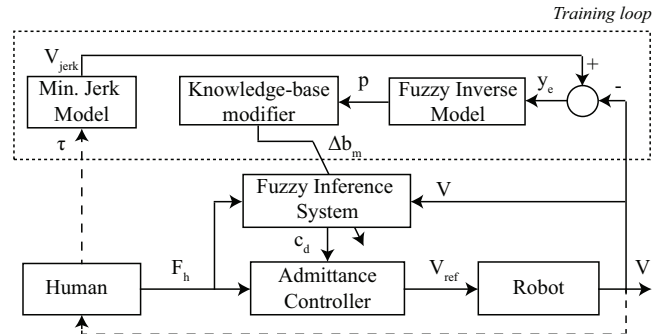 Training loop
V_jerk
+
-
Min. Jerk
Model
Knowledge-base
modifier
p
Fuzzy Inverse
Model
y_e
τ
Δb_m
Fuzzy Inference
System
V
c_d
Human
F_h
Admittance
Controller
V_ref
Robot
V